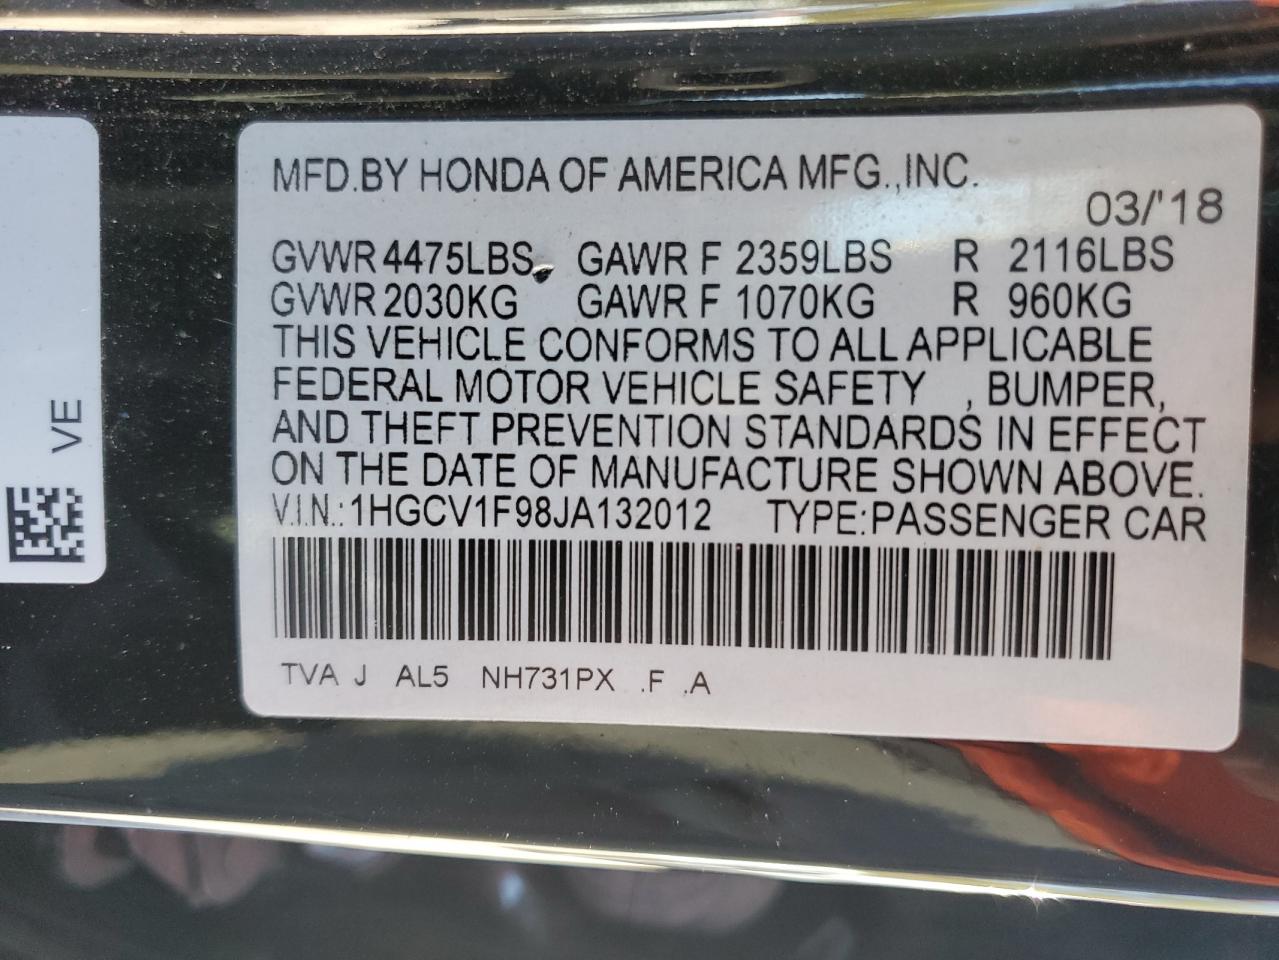 MFD.BY HONDA OF AMERICA MFG.,INC.
03/'18
GVWR 4475LBS GAWR F 2359LBS R 2116LBS
GVWR 2030KG GAWR F 1070KG R 960KG
THIS VEHICLE CONFORMS TO ALL APPLICABLE
FEDERAL MOTOR VEHICLE SAFETY , BUMPER,
AND THEFT PREVENTION STANDARDS IN EFFECT
ON THE DATE OF MANUFACTURE SHOWN ABOVE.
V.I.N.: 1HGCV1F98JA132012 TYPE:PASSENGER CAR
TVA J AL5 NH731PX .F .A
VE